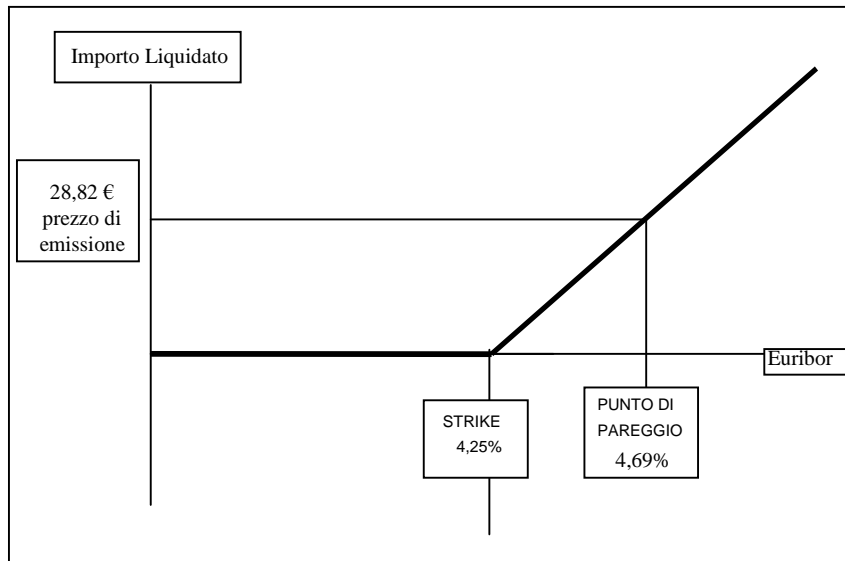 Importo Liquidato
28,82 €
prezzo di
emissione
Euribor
STRIKE
4,25%
PUNTO DI
PAREGGIO
4,69%